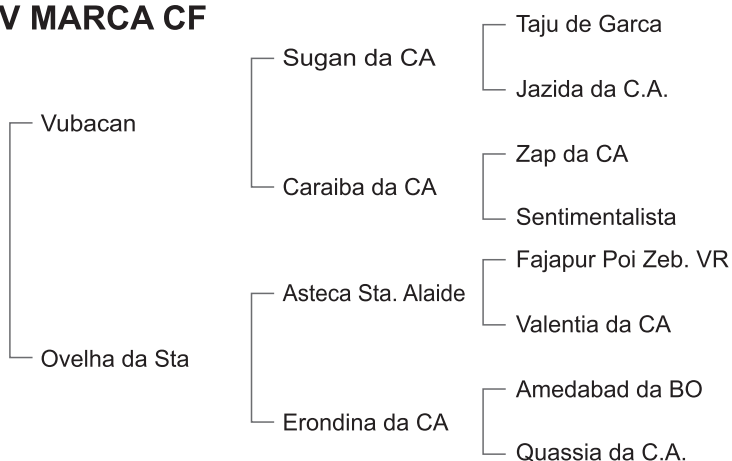 V MARCA CF
Taju de Garca
Sugan da CA
Jazida da C.A.
Vubacan
Zap da CA
Caraiba da CA
Sentimentalista
Fajapur Poi Zeb. VR
Asteca Sta. Alaide
Valentia da CA
Ovelha da Sta
Amedabad da BO
Erondina da CA
Quassia da C.A.